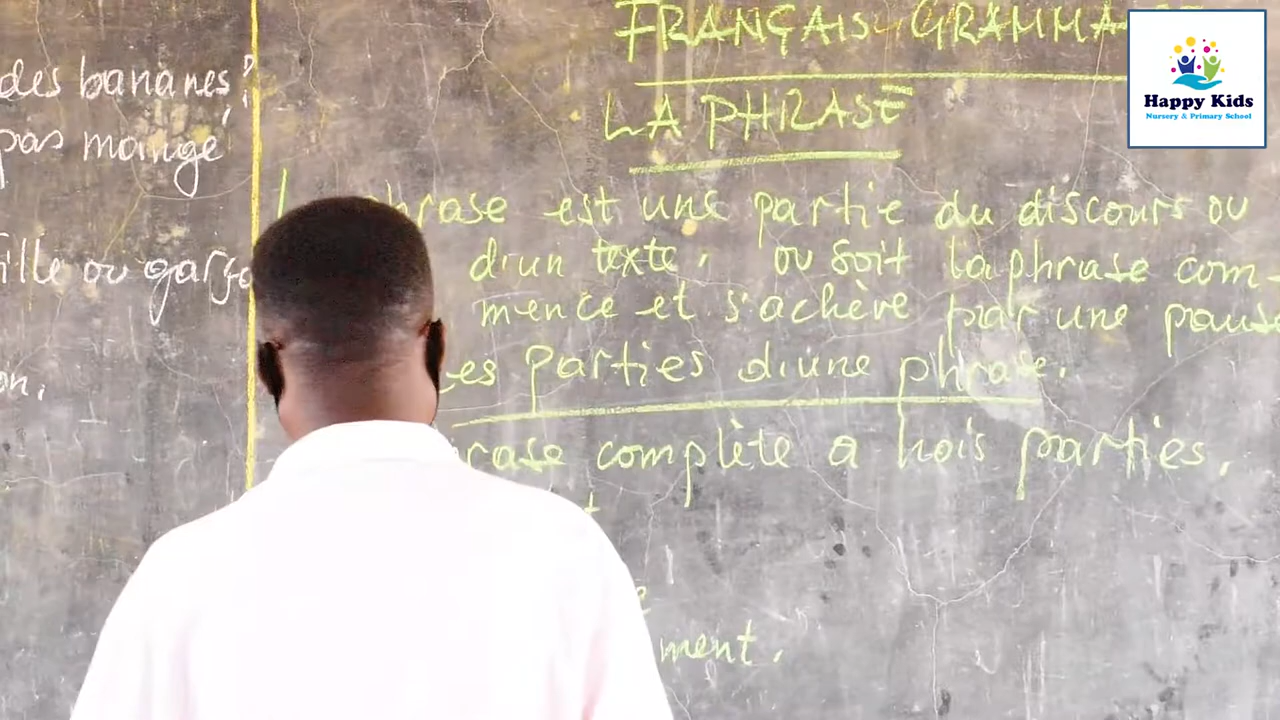 des bananes?
pas mangé
ille ou garço
on.
FRANÇAIS GRAMMA
LA PHRASE
L phrase est une partie du discours ou
d'un texte. ou soit la phrase com-
mence et s'achève par une pause
Les Parties d'une phrase.
rase complète a trois parties.
t
e
ment.
Happy Kids
Nursery & Primary School